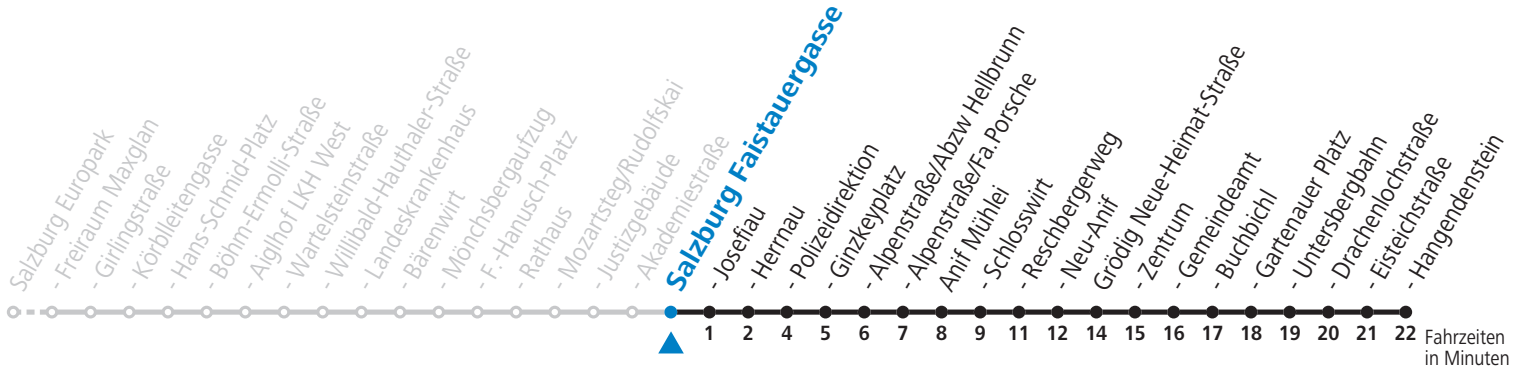 Salzburg Europark
- Freiraum Maxglan
- Girlingstraße
- Körblleitengasse
- Hans-Schmid-Platz
- Böhm-Ermolli-Straße
- Aiglhof LKH West
- Wartelsteinstraße
- Willibald-Hauthaler-Straße
- Landeskrankenhaus
- Bärenwirt
- Mönchsbergaufzug
- F.-Hanusch-Platz
- Rathaus
- Mozartsteg/Rudolfskai
- Justizgebäude
- Akademiestraße
Salzburg Faistauergasse
- Josefiau
- Herrnau
- Polizeidirektion
- Ginzkeyplatz
- Alpenstraße/Abzw Hellbrunn
- Alpenstraße/Fa.Porsche
Anif Mühlei
- Schlosswirt
- Reschbergerweg
- Neu-Anif
Grödig Neue-Heimat-Straße
- Zentrum
- Gemeindeamt
- Buchbichl
- Gartenauer Platz
- Untersbergbahn
- Drachenlochstraße
- Eisteichstraße
- Hangendenstein
1 2 4 5 6 7 8 9 11 12 14 15 16 17 18 19 20 21 22
Fahrzeiten
in Minuten